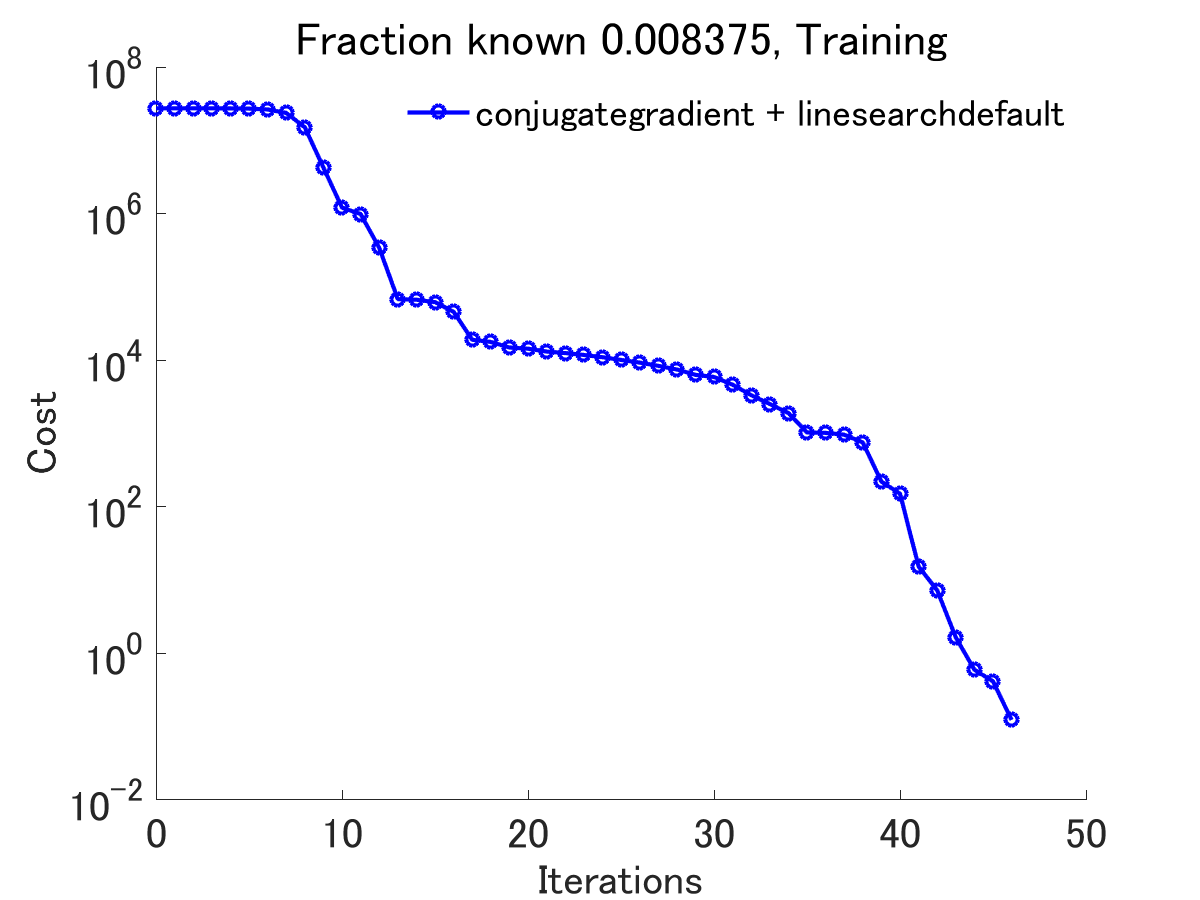 Fraction known 0.008375, Training
conjugategradient + linesearchdefault
10^8
10^6
10^4
10^2
10^0
10^-2
Cost
0 10 20 30 40 50
Iterations